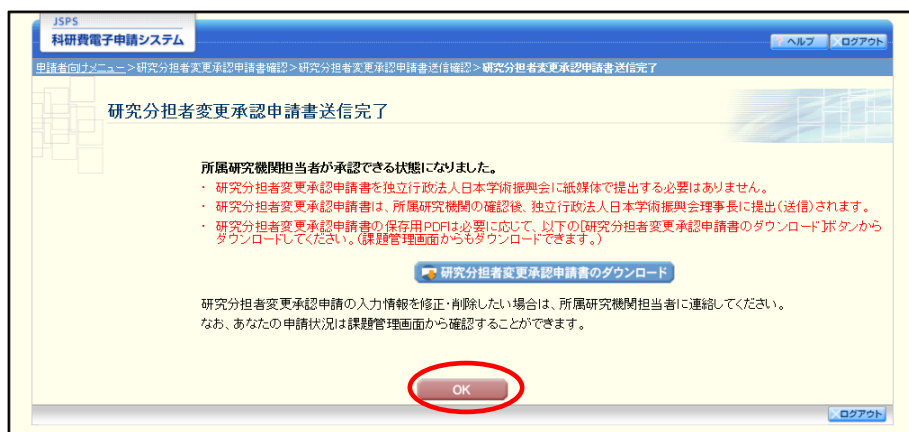 JSPS
科研費電子申請システム
? ヘルプ
ログアウト
申請者向けメニュー>研究分担者変更承認申請書確認>研究分担者変更承認申請書送信確認>研究分担者変更承認申請書送信完了
研究分担者変更承認申請書送信完了
所属研究機関担当者が承認できる状態になりました。
・ 研究分担者変更承認申請書を独立行政法人日本学術振興会に紙媒体で提出する必要はありません。
・ 研究分担者変更承認申請書は、所属研究機関の確認後、独立行政法人日本学術振興会理事長に提出(送信)されます。
・ 研究分担者変更承認申請書の保存用PDFは必要に応じて、以下の[研究分担者変更承認申請書のダウンロード]ボタンから
ダウンロードしてください。(課題管理画面からもダウンロードできます。)
研究分担者変更承認申請書のダウンロード
研究分担者変更承認申請の入力情報を修正・削除したい場合は、所属研究機関担当者に連絡してください。
なお、あなたの申請状況は課題管理画面から確認することができます。
OK
ログアウト